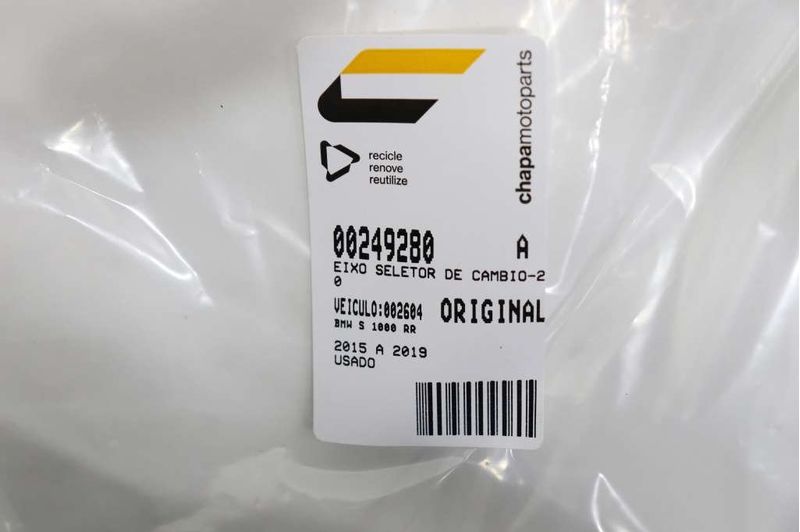 chapamotoparts
recicle
renove
reutilize
00249280 A
EIXO SELETOR DE CAMBIO-2
0
VEICULO:002604 ORIGINAL
BMW S 1000 RR
2015 A 2019
USADO